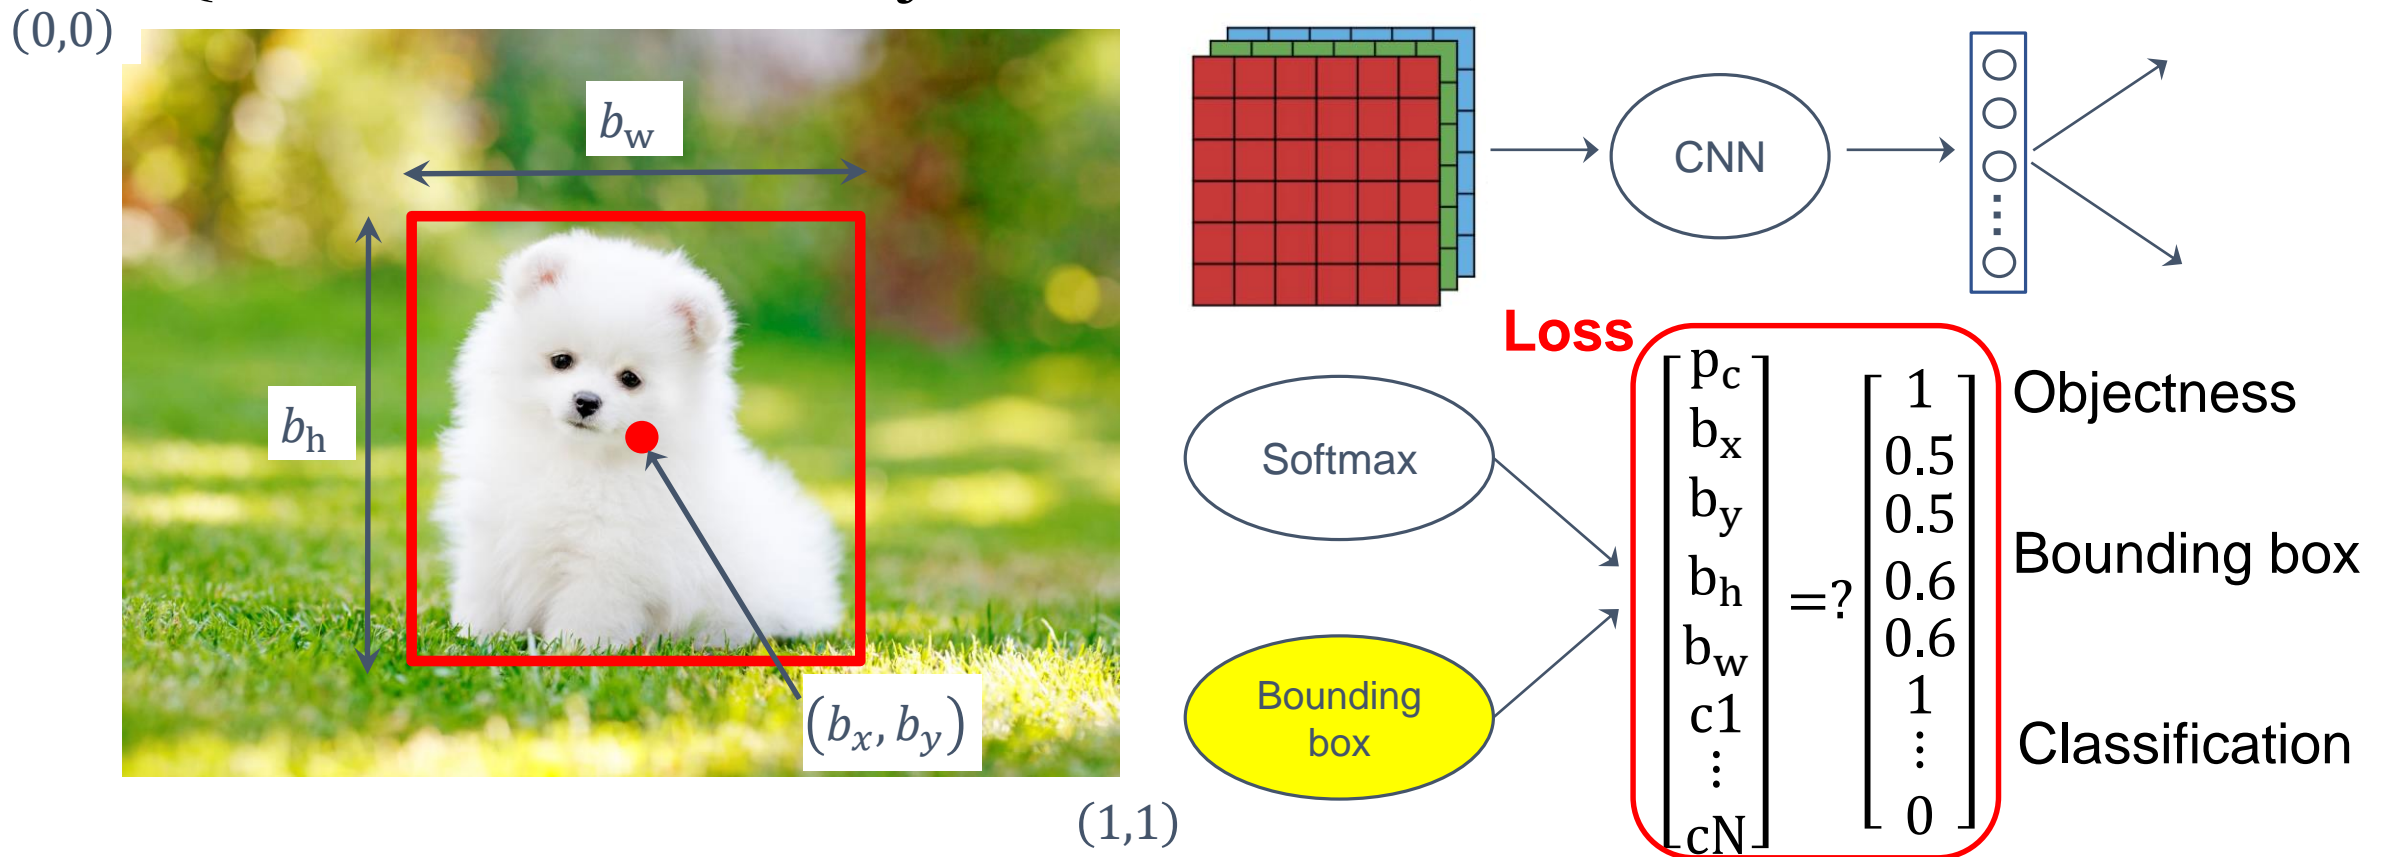 (0,0)
b_w
b_h
(b_x, b_y)
(1,1)
CNN
Loss
Softmax
Bounding
box
p_c
b_x
b_y
b_h
b_w
c1
⋮
cN
=?
1
0.5
0.5
0.6
0.6
1
⋮
0
Objectness
Bounding box
Classification